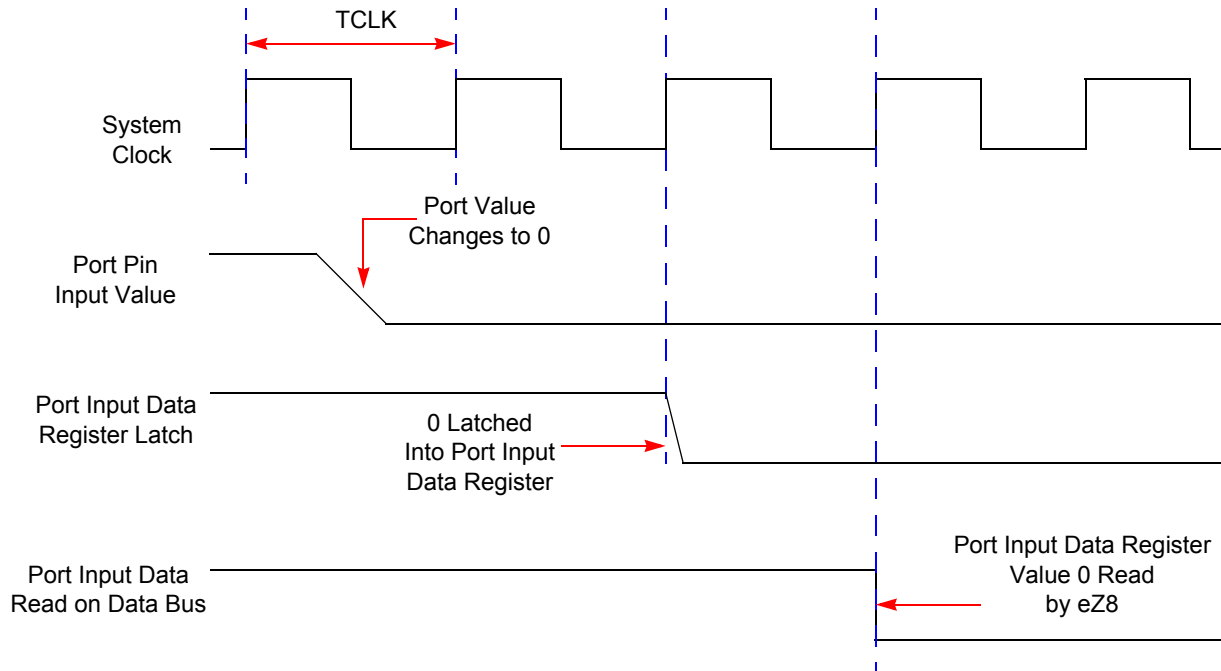 TCLK
System
Clock
Port Value
Changes to 0
Port Pin
Input Value
Port Input Data
Register Latch
0 Latched
Into Port Input
Data Register
Port Input Data
Read on Data Bus
Port Input Data Register
Value 0 Read
by eZ8